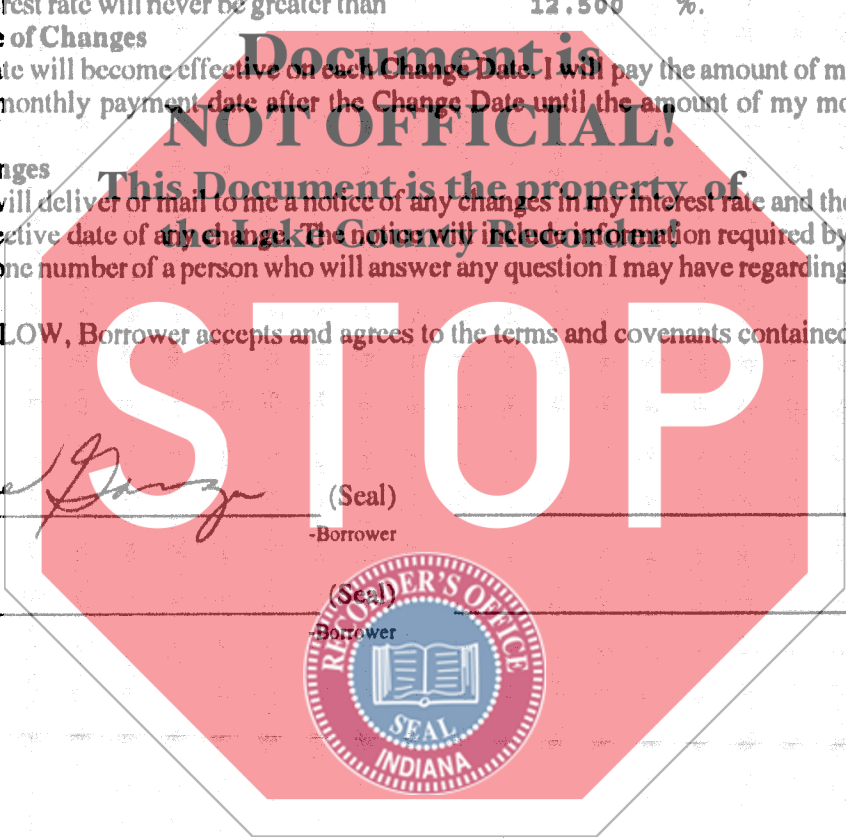 rest rate will never be greater than 12.500 %.
of Changes
te will become effective on each Change Date. I will pay the amount of m
monthly payment date after the Change Date until the amount of my mo
nges
will deliver or mail to me a notice of any changes in my interest rate and the
ective date of any change. The notice will include information required by
one number of a person who will answer any question I may have regarding
LOW, Borrower accepts and agrees to the terms and covenants contained
Document is
NOT OFFICIAL!
This Document is the property of
the Lake County Recorder!
STOP
(Seal)
-Borrower
(Seal)
-Borrower
RECORDER'S OFFICE
SEAL
INDIANA